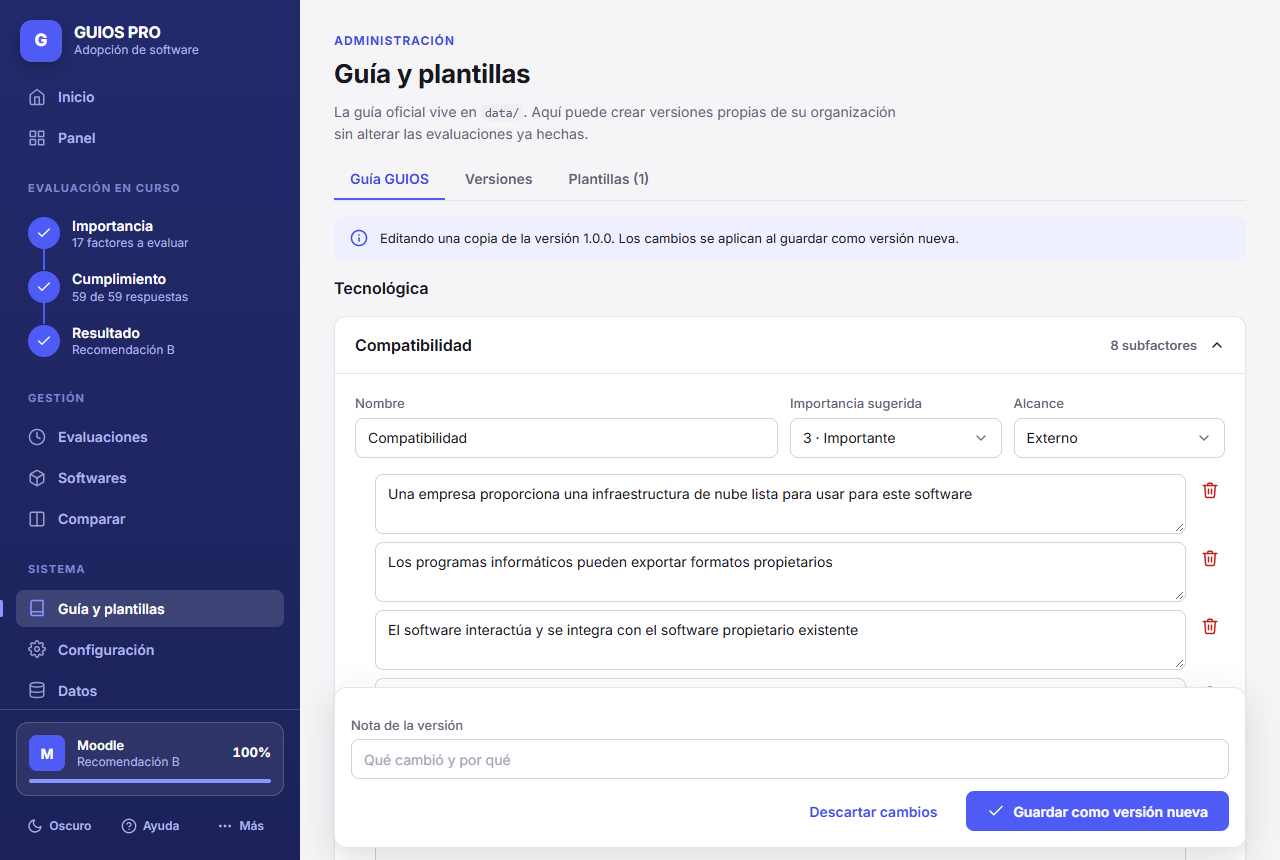 G
GUIOS PRO
Adopción de software
Inicio
Panel
EVALUACIÓN EN CURSO
Importancia
17 factores a evaluar
Cumplimiento
59 de 59 respuestas
Resultado
Recomendación B
GESTIÓN
Evaluaciones
Softwares
Comparar
SISTEMA
Guía y plantillas
Configuración
Datos
M
Moodle
Recomendación B
100%
Oscuro
Ayuda
Más
ADMINISTRACIÓN
Guía y plantillas
La guía oficial vive en data/. Aquí puede crear versiones propias de su organización
sin alterar las evaluaciones ya hechas.
Guía GUIOS
Versiones
Plantillas (1)
Editando una copia de la versión 1.0.0. Los cambios se aplican al guardar como versión nueva.
Tecnológica
Compatibilidad
8 subfactores
Nombre
Importancia sugerida
Alcance
Compatibilidad
3 · Importante
Externo
Una empresa proporciona una infraestructura de nube lista para usar para este software
Los programas informáticos pueden exportar formatos propietarios
El software interactúa y se integra con el software propietario existente
Nota de la versión
Qué cambió y por qué
Descartar cambios
Guardar como versión nueva